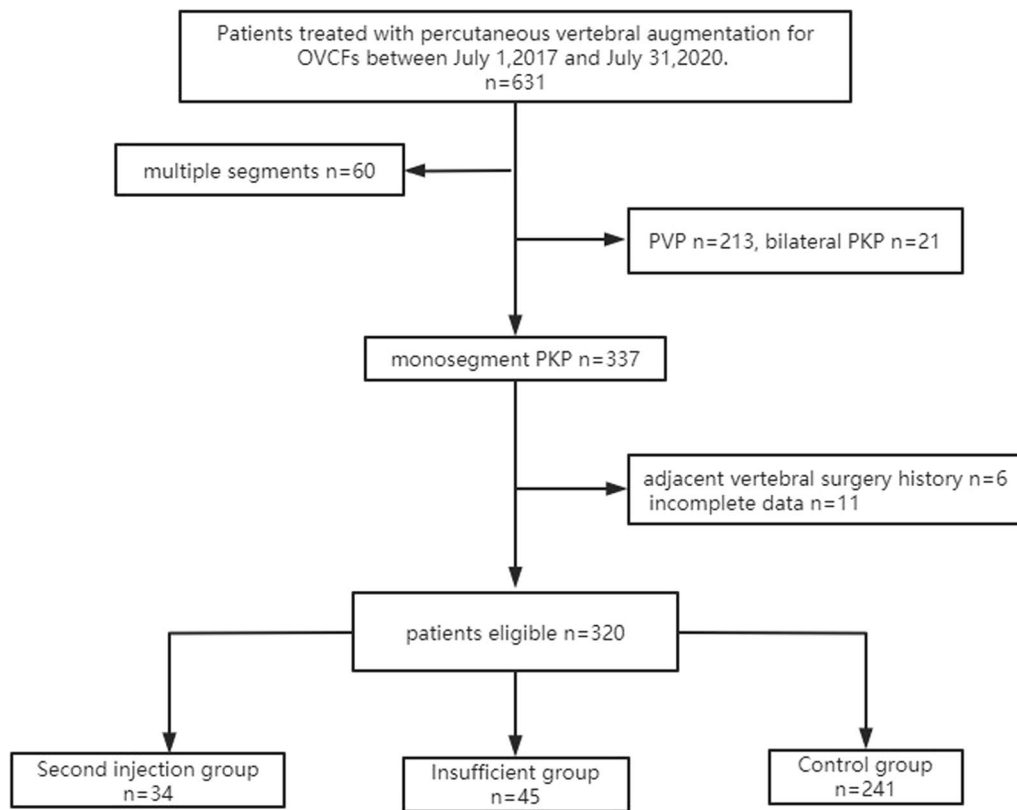 Patients treated with percutaneous vertebral augmentation for
OVCFs between July 1,2017 and July 31,2020.
n=631
multiple segments n=60
PVP n=213, bilateral PKP n=21
monosegment PKP n=337
adjacent vertebral surgery history n=6
incomplete data n=11
patients eligible n=320
Second injection group
n=34
Insufficient group
n=45
Control group
n=241